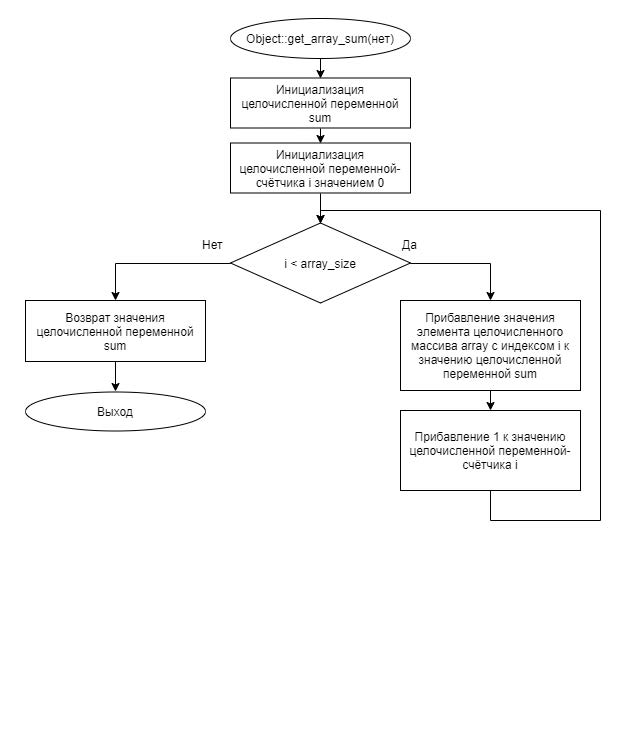 Object::get_array_sum(нет)
Инициализация
целочисленной переменной
sum
Инициализация
целочисленной переменной-
счётчика i значением 0
Нет
Да
i < array_size
Возврат значения
целочисленной переменной
sum
Прибавление значения
элемента целочисленного
массива array с индексом i к
значению целочисленной
переменной sum
Выход
Прибавление 1 к значению
целочисленной переменной-
счётчика i